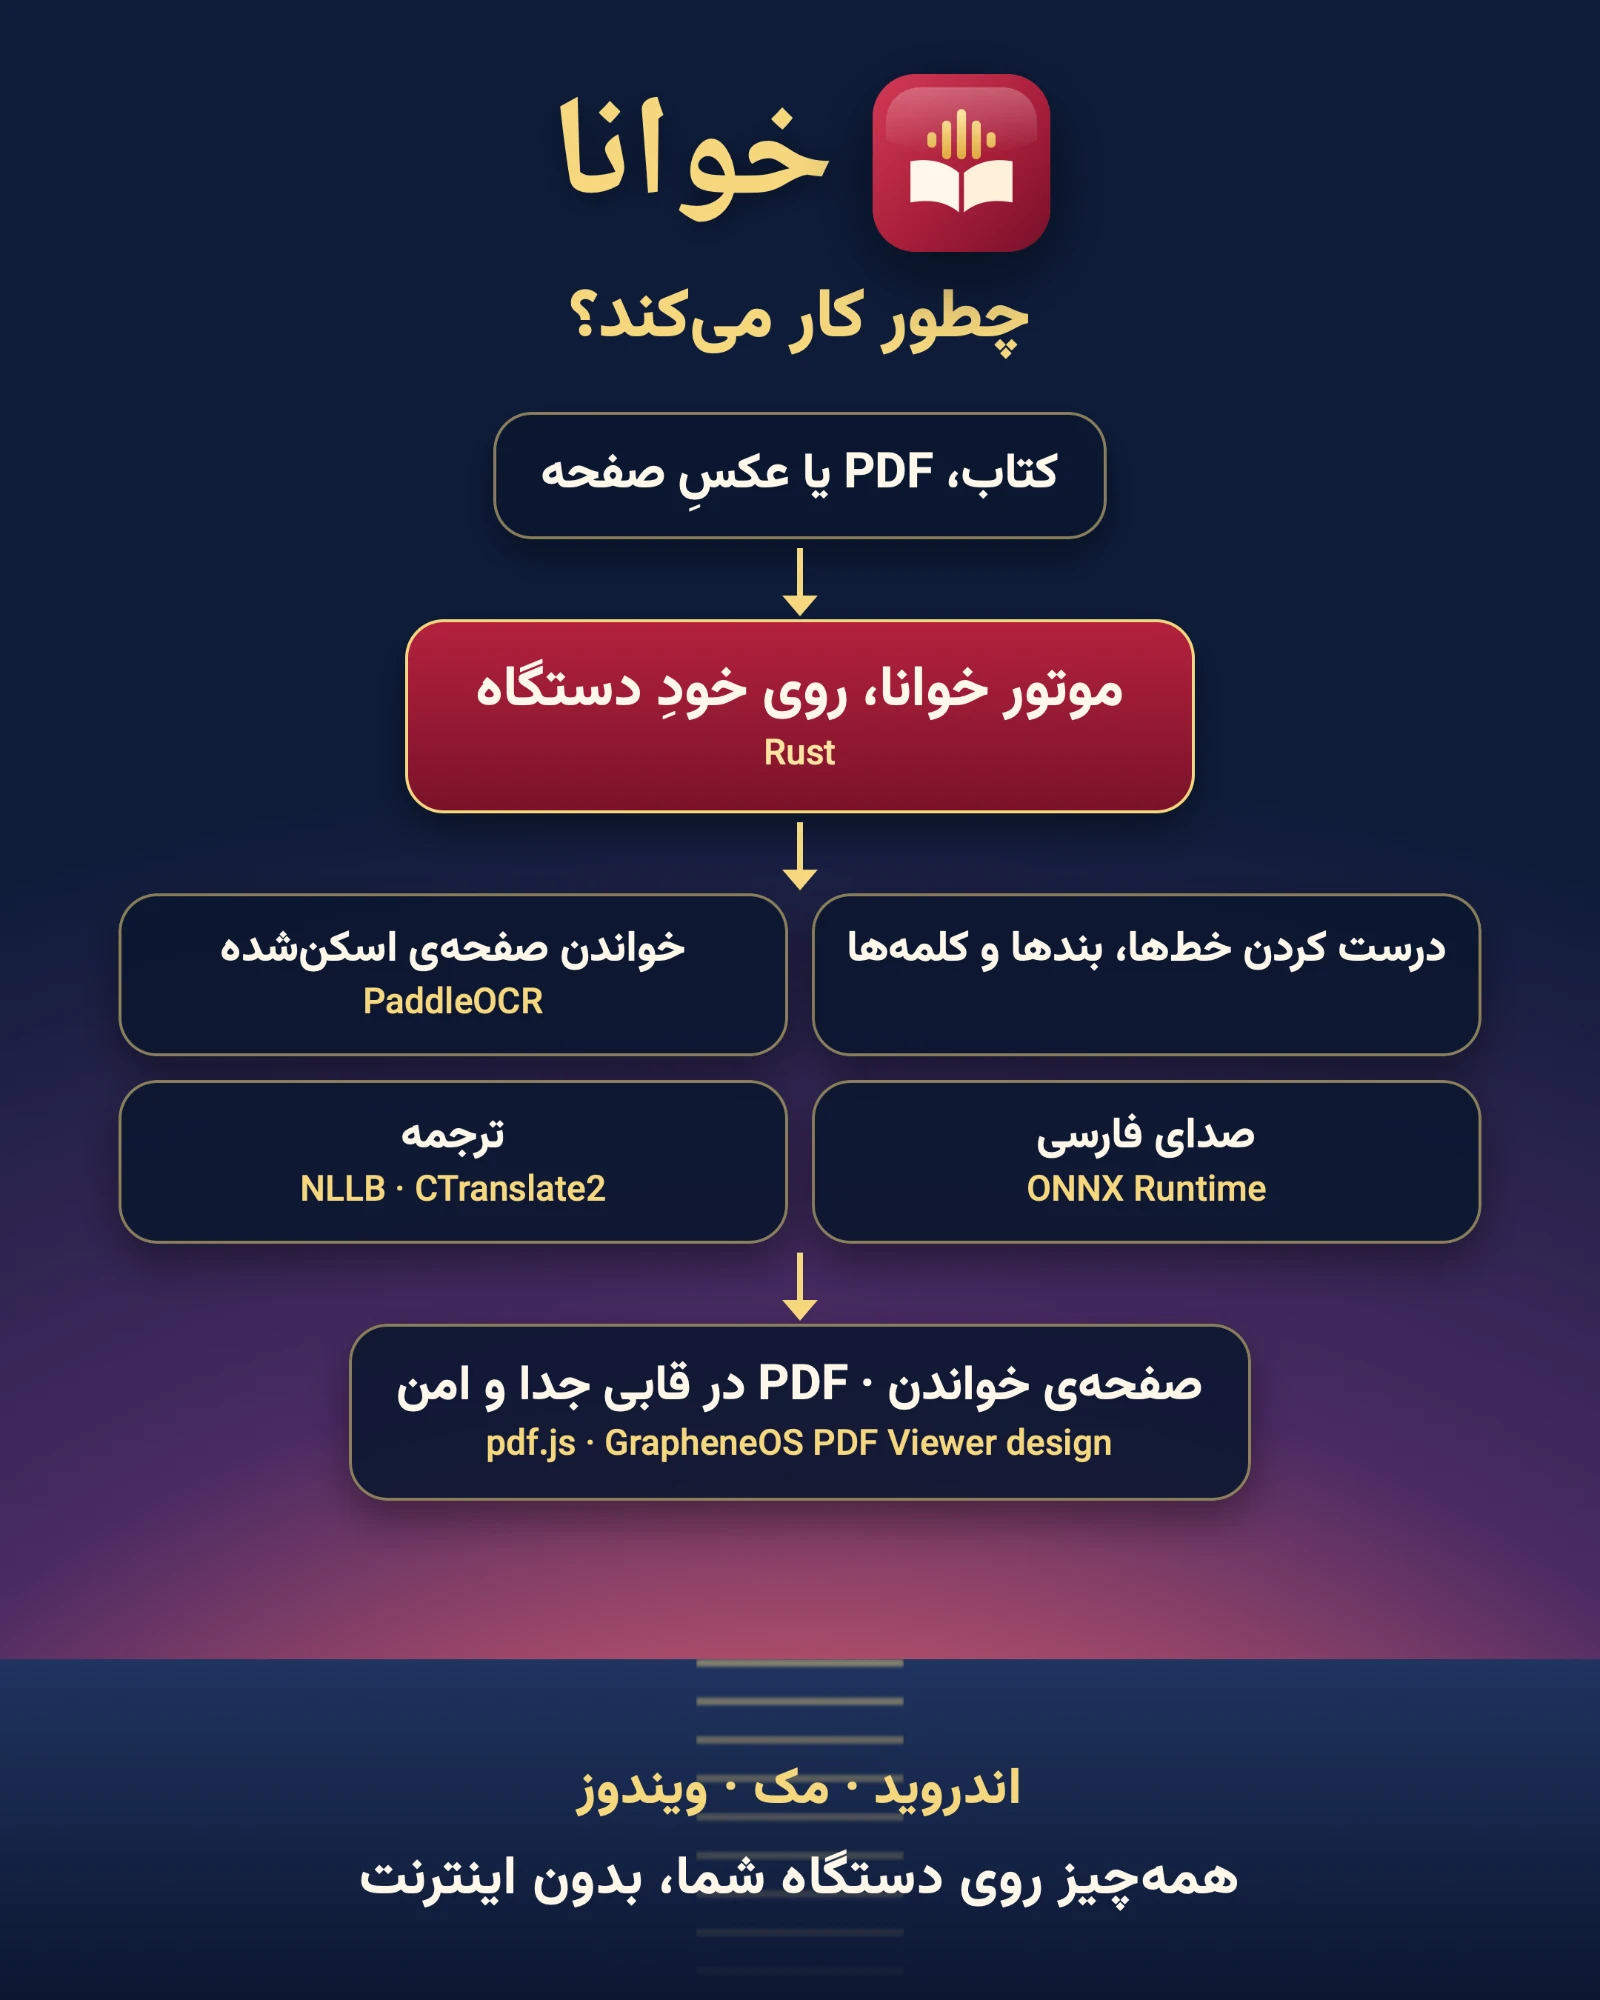 خوانا
چطور کار می‌کند؟
کتاب، PDF یا عکسِ صفحه
موتور خوانا، روی خودِ دستگاه
Rust
درست کردن خط‌ها، بندها و کلمه‌ها
خواندن صفحه‌ی اسکن‌شده
PaddleOCR
صدای فارسی
ONNX Runtime
ترجمه
NLLB · CTranslate2
صفحه‌ی خواندن · PDF در قابی جدا و امن
pdf.js · GrapheneOS PDF Viewer design
اندروید · مک · ویندوز
همه‌چیز روی دستگاه شما، بدون اینترنت